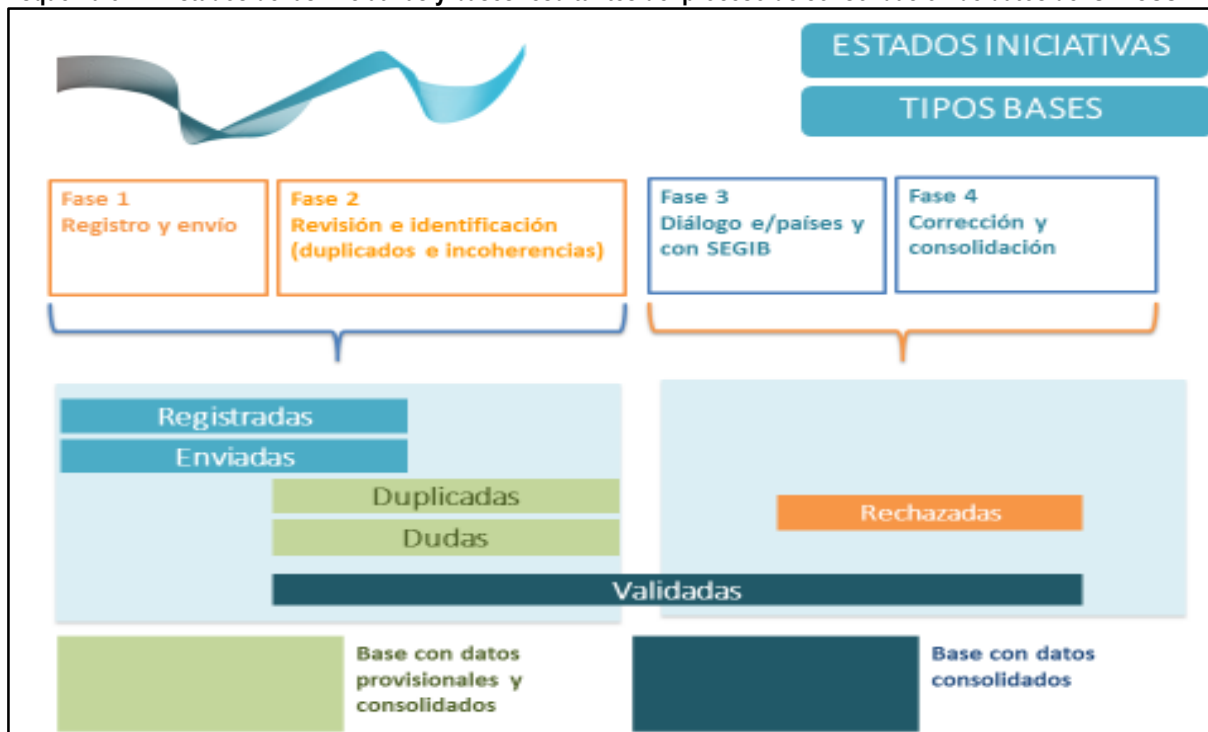 ESTADOS INICIATIVAS
TIPOS BASES
Fase 1
Registro y envío
Fase 2
Revisión e identificación
(duplicados e incoherencias)
Fase 3
Diálogo e/países y
con SEGIB
Fase 4
Corrección y
consolidación
Registradas
Enviadas
Duplicadas
Dudas
Rechazadas
Validadas
Base con datos
provisionales y
consolidados
Base con datos
consolidados